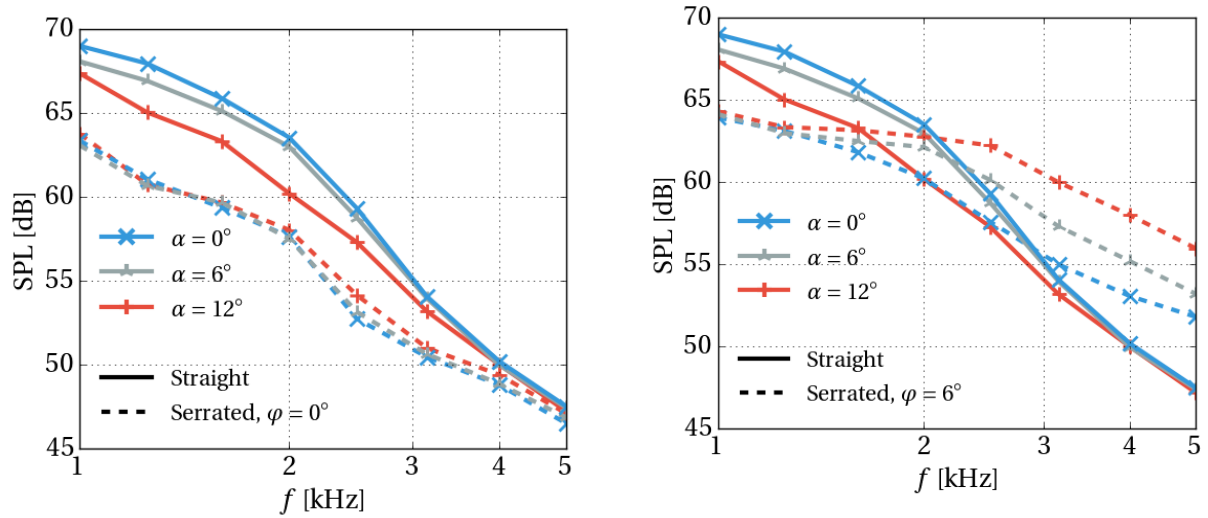 70
65
60
55
50
45
SPL [dB]
α = 0°
α = 6°
α = 12°
Straight
Serrated, φ = 0°
1 2 3 4 5
f [kHz]
70
65
60
55
50
45
SPL [dB]
α = 0°
α = 6°
α = 12°
Straight
Serrated, φ = 6°
1 2 3 4 5
f [kHz]